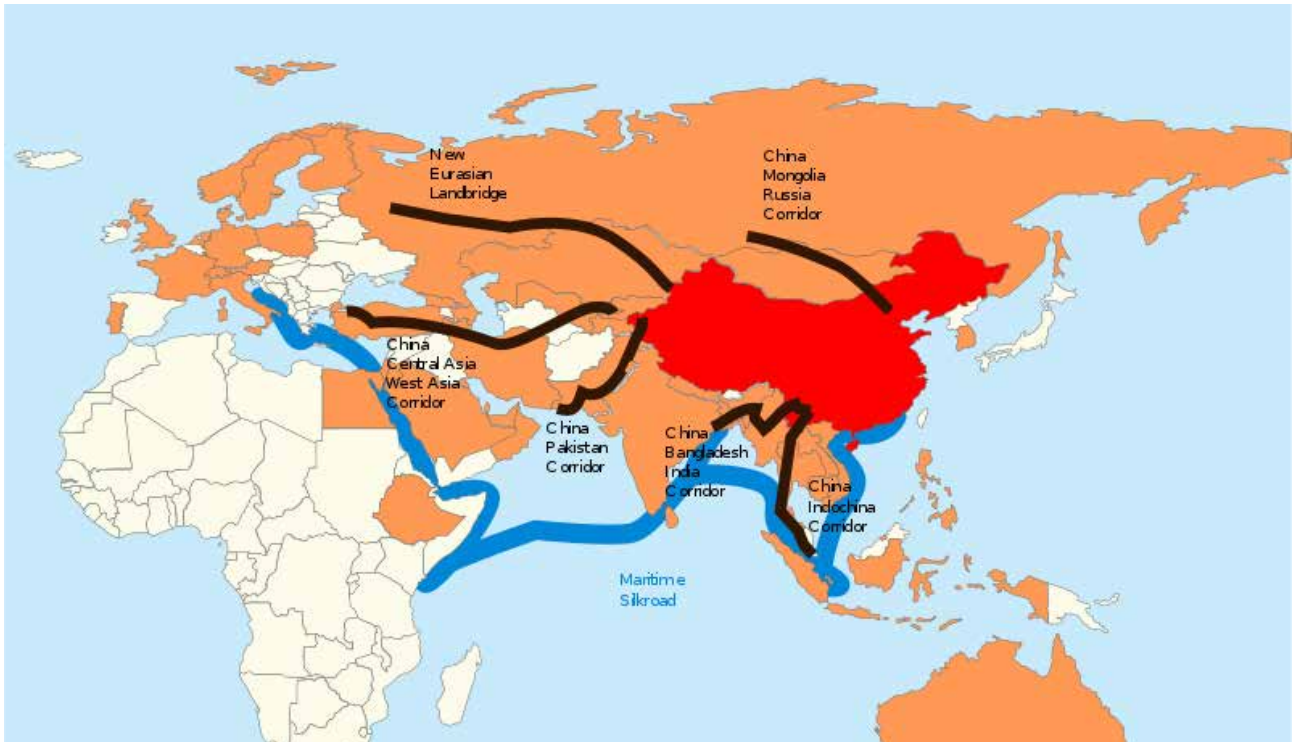 New
Eurasian
Landbridge
China
Mongolia
Russia
Corridor
China
Central Asia
West Asia
Corridor
China
Pakistan
Corridor
China
Bangladesh
India
Corridor
China
Indochina
Corridor
Maritime
Silkroad